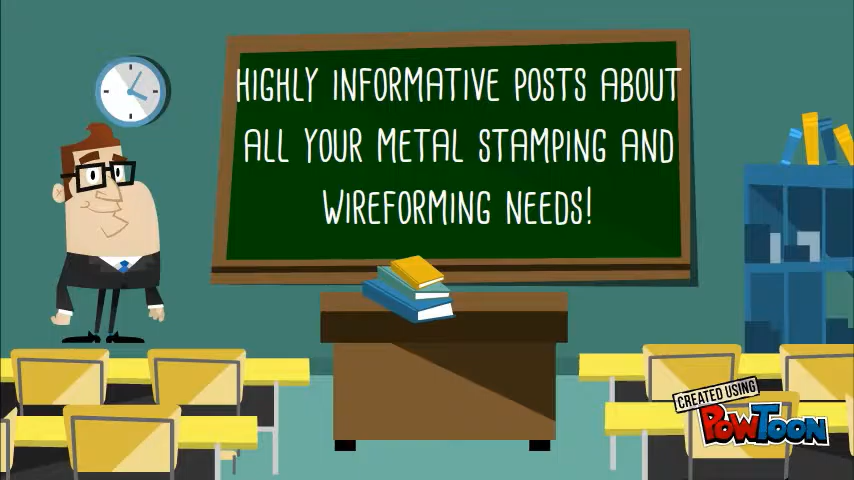 HIGHLY INFORMATIVE POSTS ABOUT
ALL YOUR METAL STAMPING AND
WIREFORMING NEEDS!
CREATED USING
POWTOON